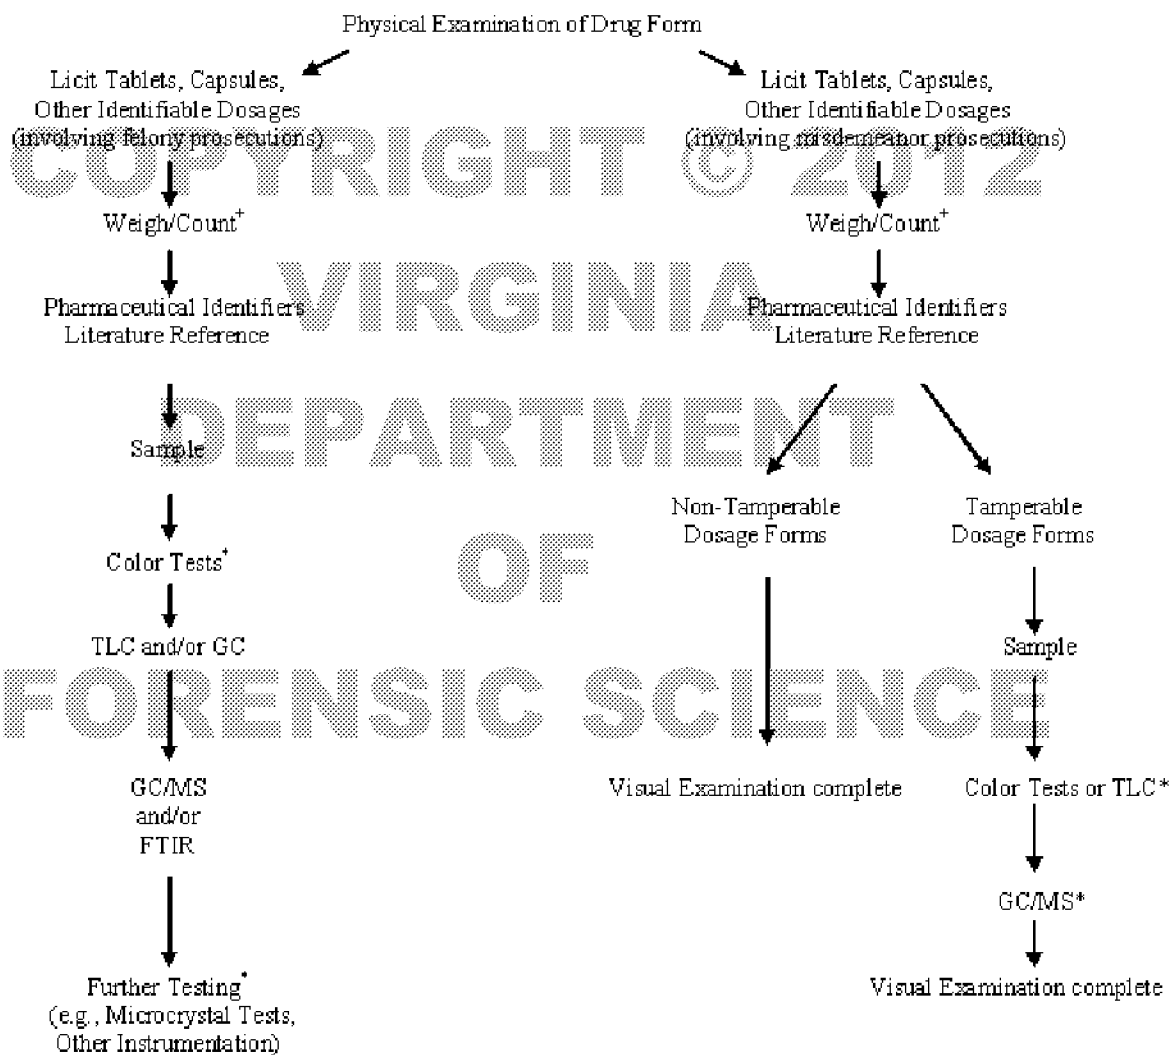 Physical Examination of Drug Form
Licit Tablets, Capsules,
Other Identifiable Dosages
(involving felony prosecutions)
Weigh/Count+
Pharmaceutical Identifiers
Literature Reference
Sample
Color Tests+
TLC and/or GC
GC/MS
and/or
FTIR
Further Testing*
(e.g., Microcrystal Tests,
Other Instrumentation)
Licit Tablets, Capsules,
Other Identifiable Dosages
(involving misdemeanor prosecutions)
Weigh/Count+
Pharmaceutical Identifiers
Literature Reference
Non-Tamperable
Dosage Forms
Visual Examination complete
Tamperable
Dosage Forms
Sample
Color Tests or TLC*
GC/MS*
Visual Examination complete
COPYRIGHT © 2012
VIRGINIA
DEPARTMENT
OF
FORENSIC SCIENCE